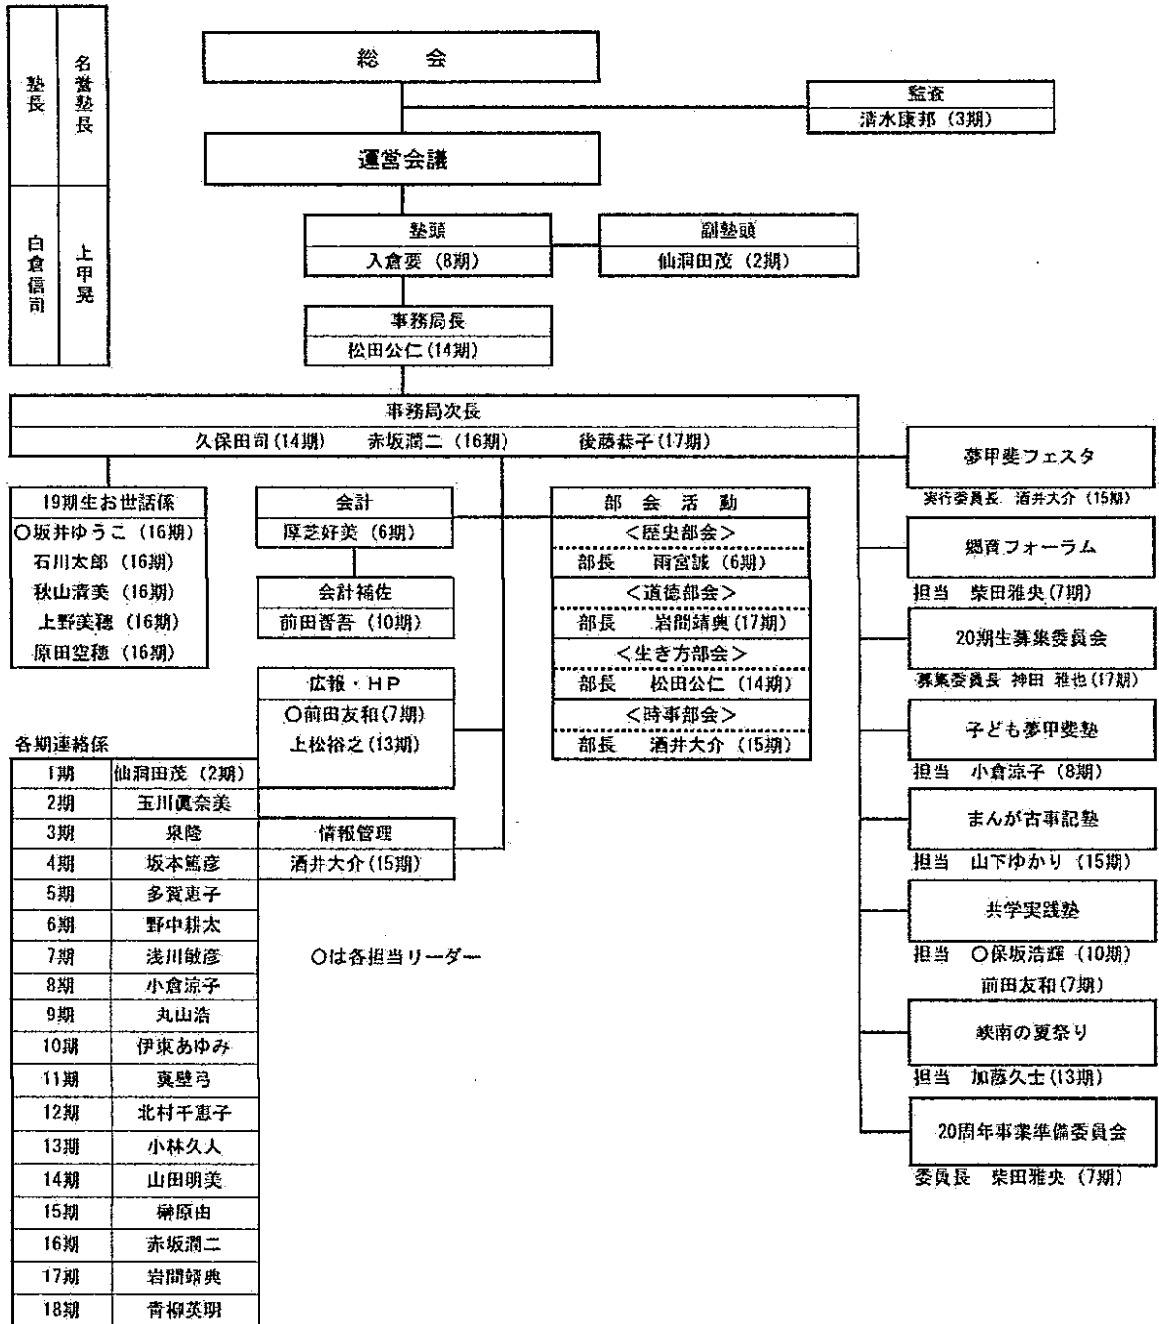 塾長 名誉塾長
白倉信司 上甲晃
総 会
監査
清水康邦 (3期)
運営会議
塾頭
入倉要 (8期)
副塾頭
仙洞田茂 (2期)
事務局長
松田公仁(14期)
事務局次長
久保田司(14期) 赤坂潤二 (16期) 後藤恭子(17期)
19期生お世話係
〇坂井ゆうこ (16期)
石川太郎 (16期)
秋山清美 (16期)
上野美穂 (16期)
原田空穂 (16期)
会計
厚芝好美 (6期)
会計補佐
前田晋吾 (10期)
広報・HP
〇前田友和(7期)
上松裕之(13期)
情報管理
酒井大介(15期)
部 会 活 動
<歴史部会>
部長 雨宮誠 (6期)
<道徳部会>
部長 岩間靖典(17期)
<生き方部会>
部長 松田公仁 (14期)
<時事部会>
部長 酒井大介 (15期)
夢甲斐フェスタ
実行委員長 酒井大介 (15期)
郷育フォーラム
担当 柴田雅央(7期)
20期生募集委員会
募集委員長 神田 雅也(17期)
子ども夢甲斐塾
担当 小倉涼子 (8期)
まんが古事記塾
担当 山下ゆかり (15期)
共学実践塾
担当 〇保坂浩輝 (10期)
前田友和(7期)
峡南の夏祭り
担当 加藤久士(13期)
20周年事業準備委員会
委員長 柴田雅央 (7期)
各期連絡係
1期 仙洞田茂 (2期)
2期 玉川眞奈美
3期 泉隆
4期 坂本篤彦
5期 多賀恵子
6期 野中耕太
7期 浅川敏彦
8期 小倉涼子
9期 丸山浩
10期 伊東あゆみ
11期 真壁弓
12期 北村千恵子
13期 小林久人
14期 山田明美
15期 榊原由
16期 赤坂潤二
17期 岩間靖典
18期 青柳英明
〇は各担当リーダー